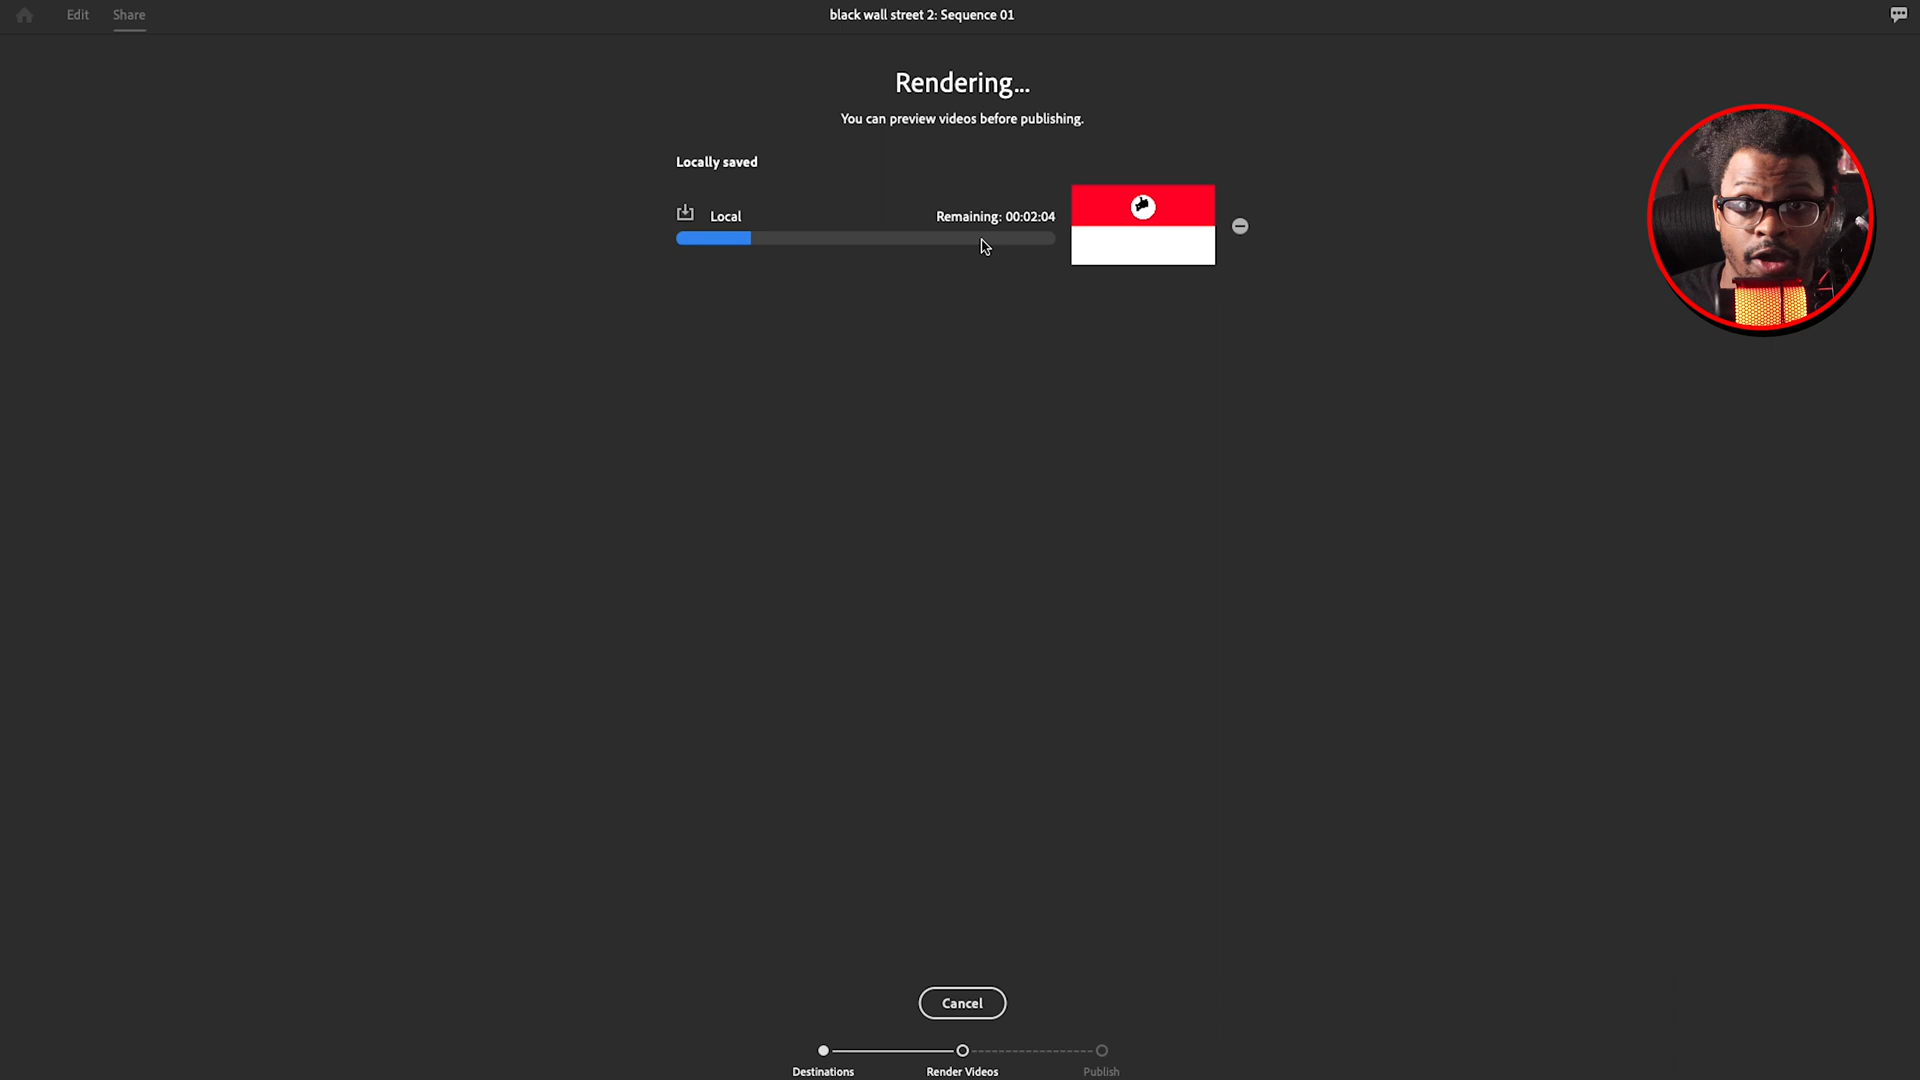 Edit Share black wall street 2: Sequence 01
Rendering...
You can preview videos before publishing.
Locally saved
Local Remaining: 00:02:04
Cancel
Destinations Render Videos Publish